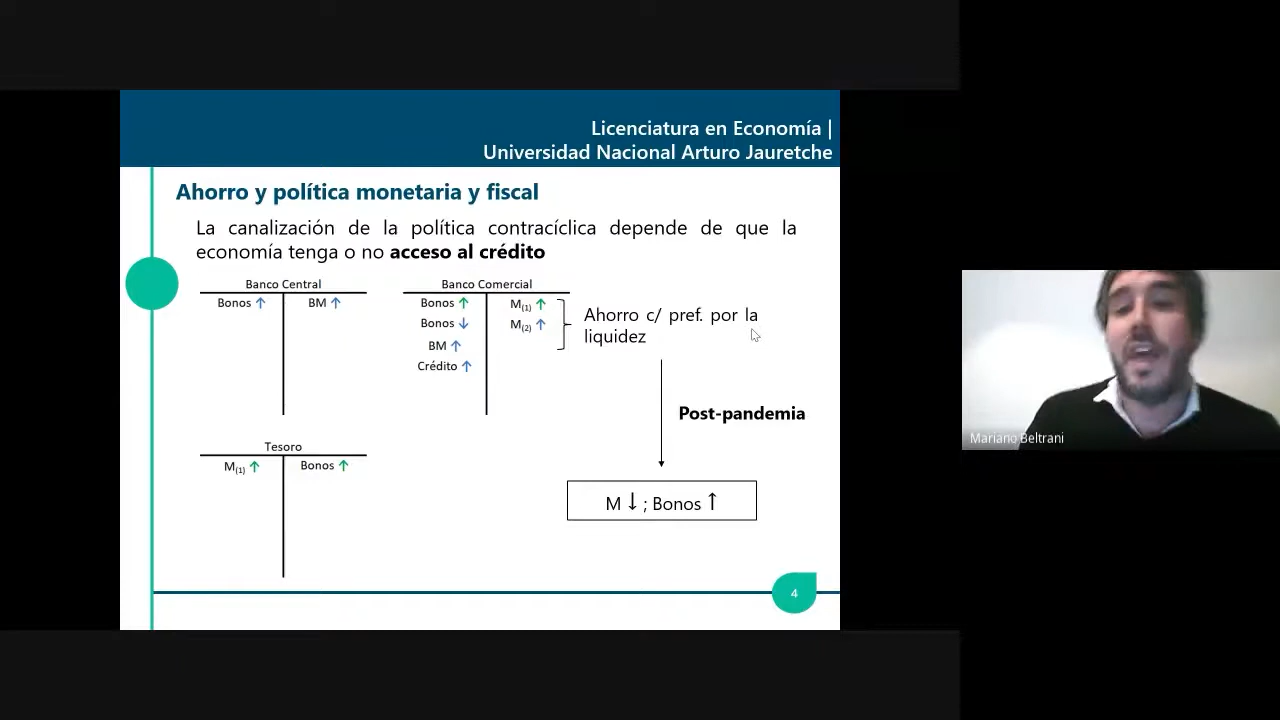 Licenciatura en Economía |
Universidad Nacional Arturo Jauretche
Ahorro y política monetaria y fiscal
La canalización de la política contracíclica depende de que la
economía tenga o no acceso al crédito
Banco Central
Bonos ↑ BM ↑
Banco Comercial
Bonos ↑ M(1) ↑
Bonos ↓ M(2) ↑
BM ↑
Crédito ↑
Ahorro c/ pref. por la
liquidez
Post-pandemia
M ↓ ; Bonos ↑
Tesoro
M(1) ↑ Bonos ↑
4
Mariano Beltrani